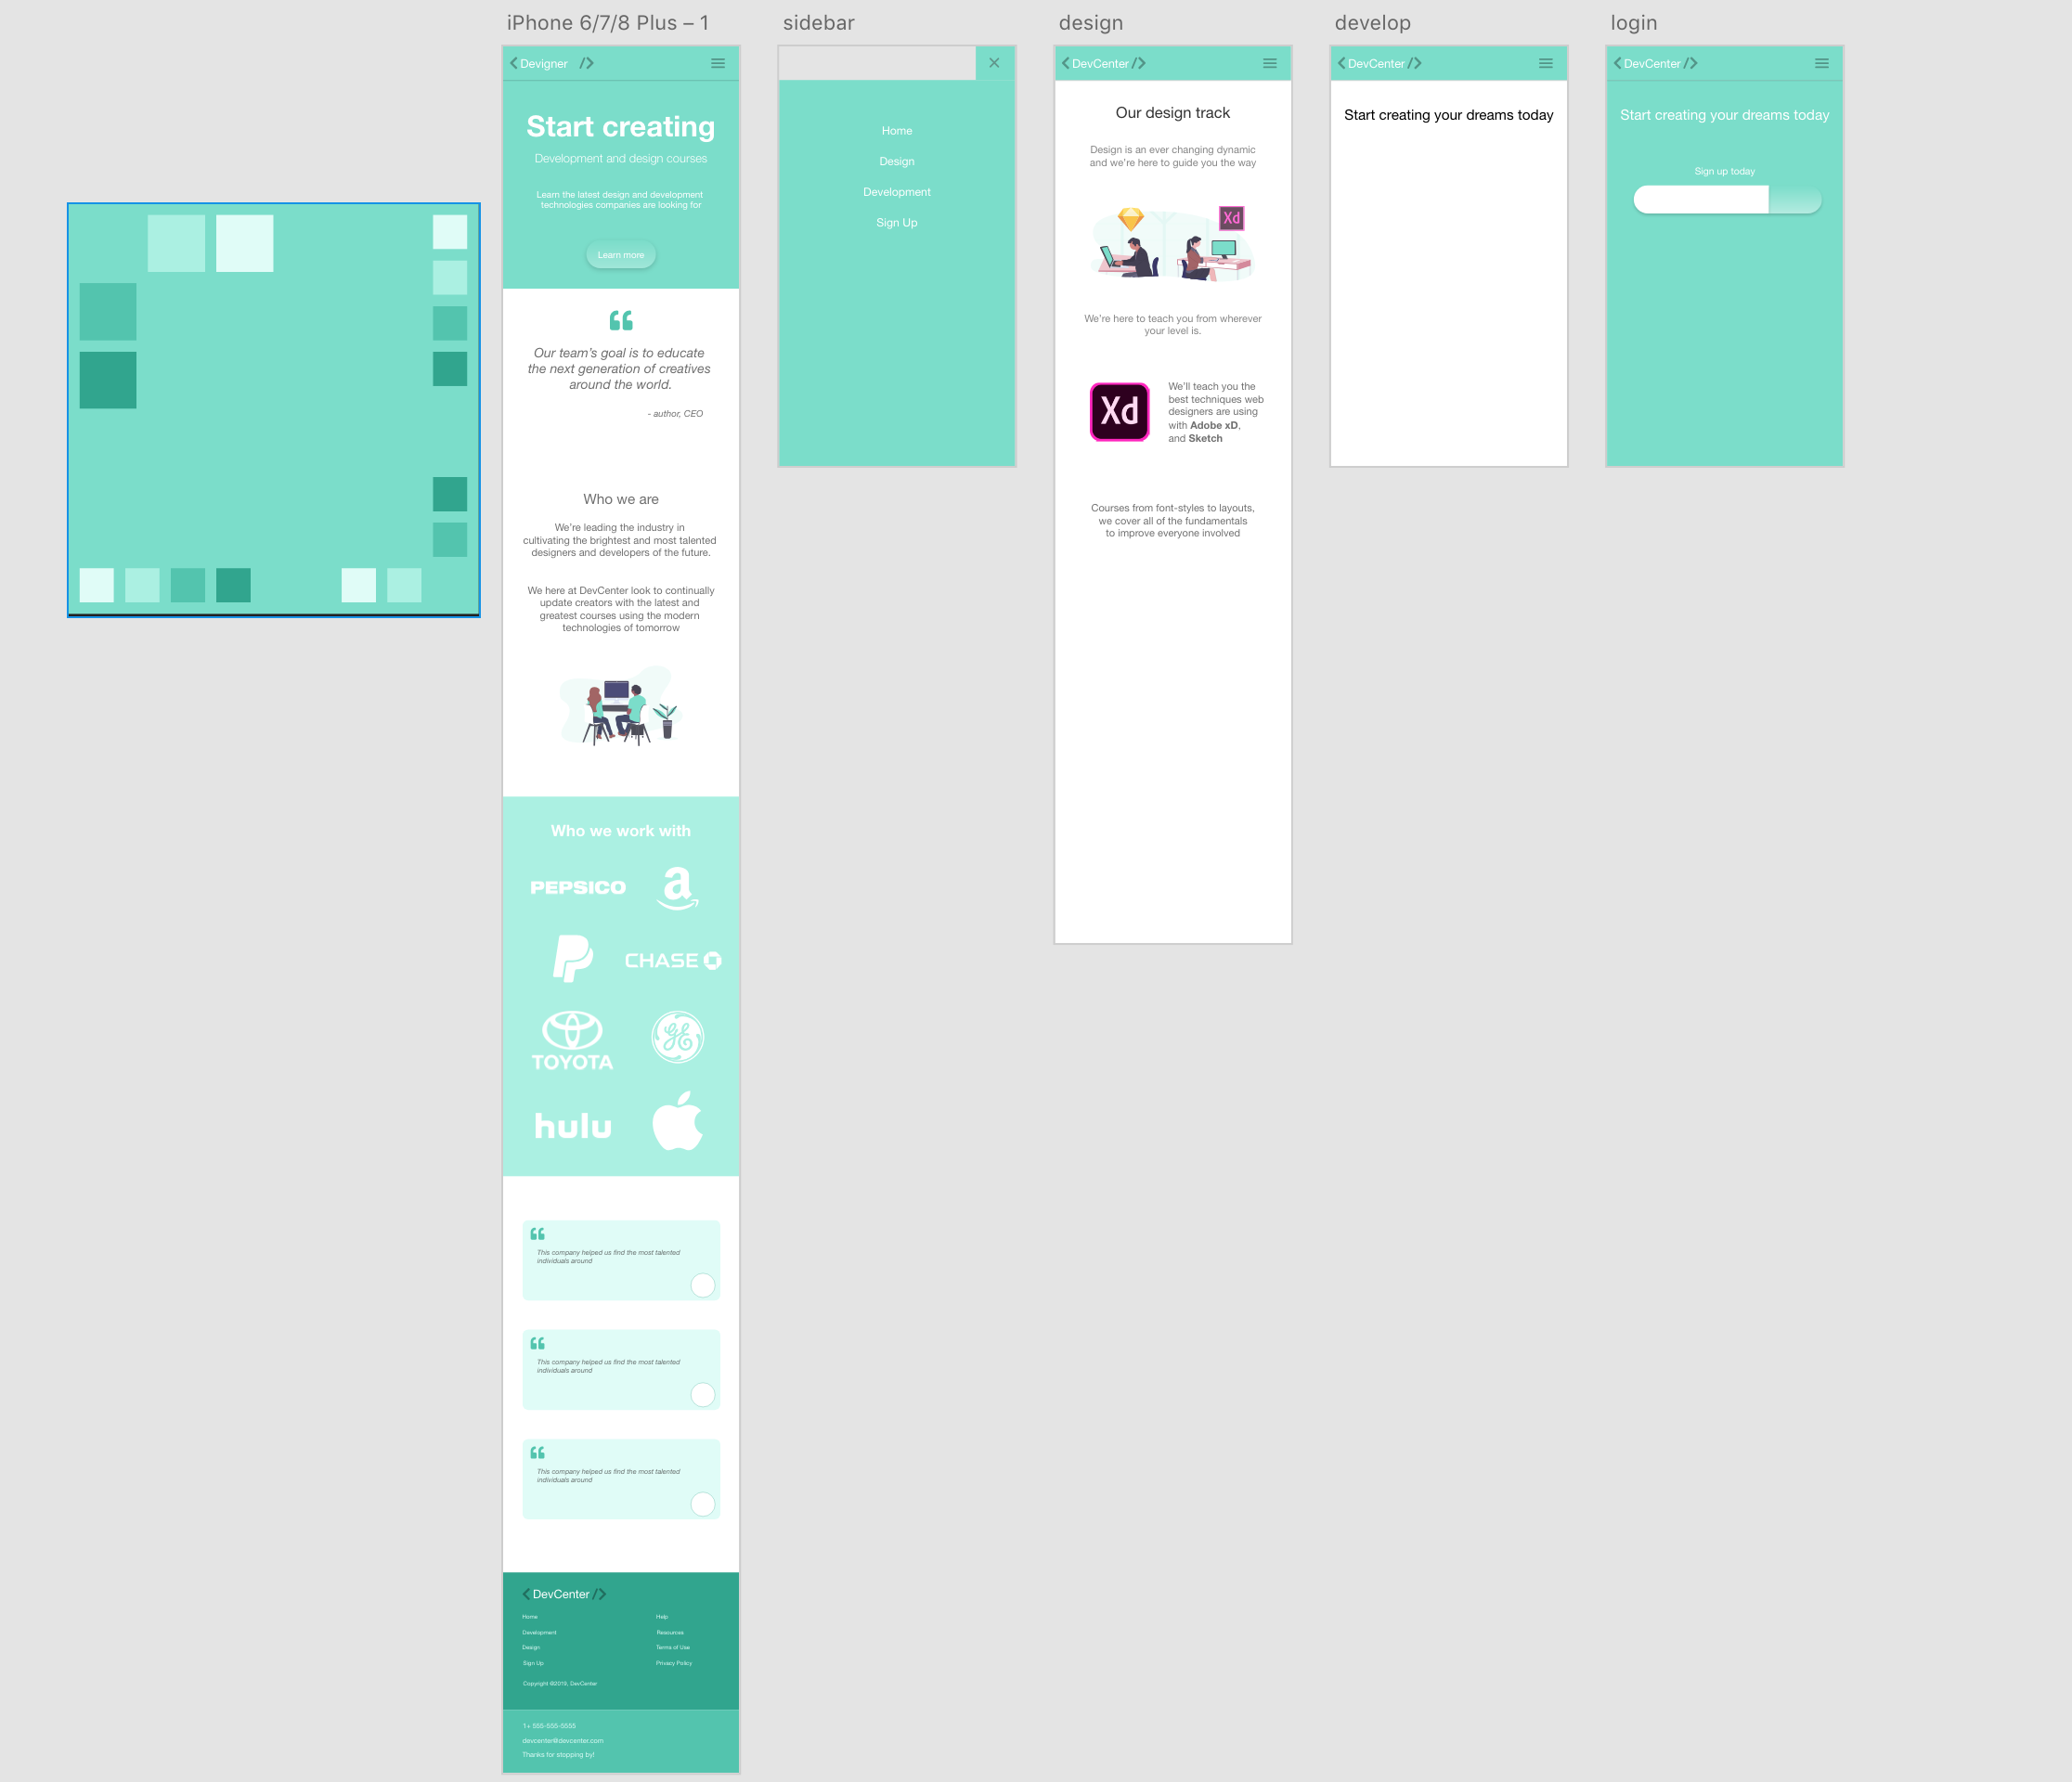 iPhone 6/7/8 Plus – 1
< Devigner />
Start creating
Development and design courses
Learn the latest design and development
technologies companies are looking for
Learn more
Our team’s goal is to educate
the next generation of creatives
around the world.
- author, CEO
Who we are
We’re leading the industry in
cultivating the brightest and most talented
designers and developers of the future.
We here at DevCenter look to continually
update creators with the latest and
greatest courses using the modern
technologies of tomorrow
Who we work with
PEPSICO
a
CHASE
TOYOTA
GE
hulu
This company helped us find the most talented
individuals around
This company helped us find the most talented
individuals around
This company helped us find the most talented
individuals around
< DevCenter />
Home
Help
Development
Resources
Design
Terms of Use
Sign Up
Privacy Policy
Copyright ©2019, DevCenter
1+ 555-555-5555
devcenter@devcenter.com
Thanks for stopping by!
sidebar
Home
Design
Development
Sign Up
design
< DevCenter />
Our design track
Design is an ever changing dynamic
and we’re here to guide you the way
Xd
We’re here to teach you from wherever
your level is.
Xd
We’ll teach you the
best techniques web
designers are using
with Adobe xD,
and Sketch
Courses from font-styles to layouts,
we cover all of the fundamentals
to improve everyone involved
develop
< DevCenter />
Start creating your dreams today
login
< DevCenter />
Start creating your dreams today
Sign up today